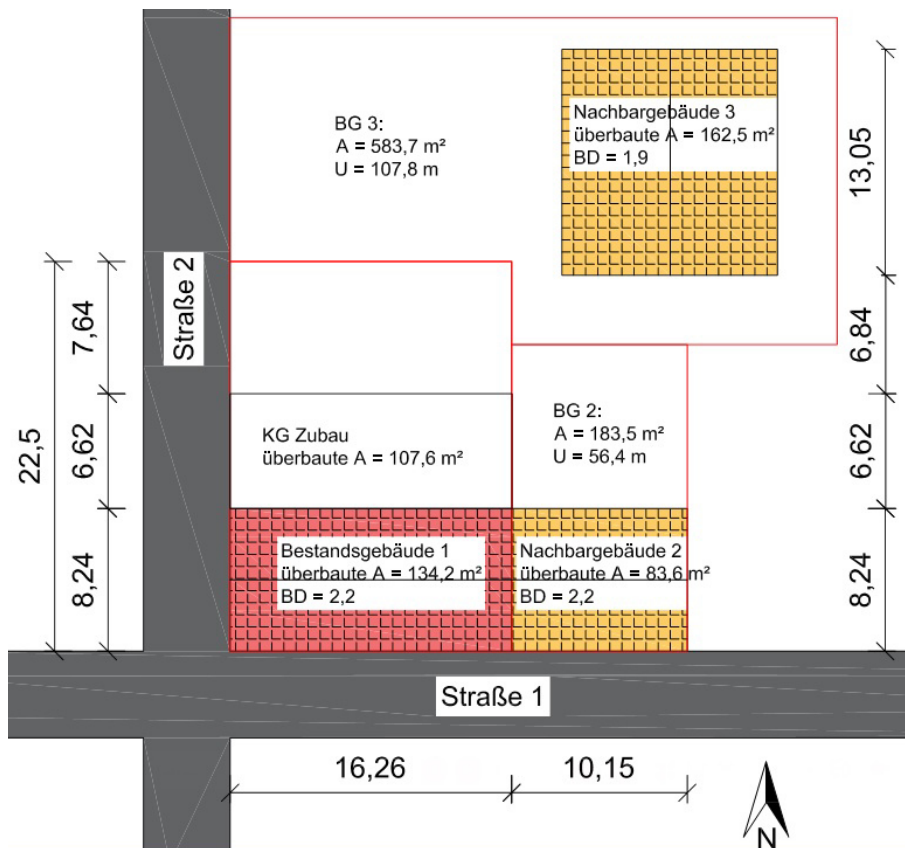 BG 3:
A = 583,7 m²
U = 107,8 m
Nachbargebäude 3
überbaute A = 162,5 m²
BD = 1,9
13,05
Straße 2
22,5
7,64
6,62
8,24
6,84
6,62
8,24
KG Zubau
überbaute A = 107,6 m²
BG 2:
A = 183,5 m²
U = 56,4 m
Bestandsgebäude 1
überbaute A = 134,2 m²
BD = 2,2
Nachbargebäude 2
überbaute A = 83,6 m²
BD = 2,2
Straße 1
16,26
10,15
N